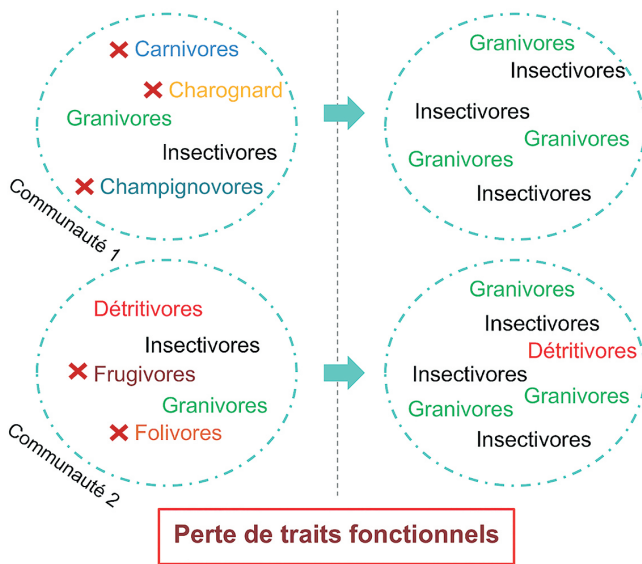 Carnivores
Charognard
Granivores
Insectivores
Champignovores
Communauté 1
Granivores
Insectivores
Insectivores
Granivores
Granivores
Insectivores
Détritivores
Insectivores
Frugivores
Granivores
Folivores
Communauté 2
Granivores
Insectivores
Détritivores
Insectivores
Granivores
Granivores
Insectivores
Perte de traits fonctionnels